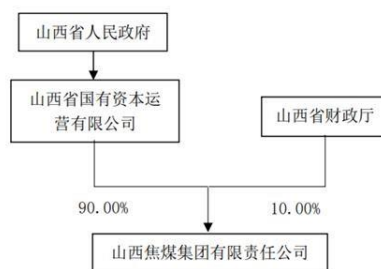 山西省人民政府
山西省国有资本运
营有限公司
山西省财政厅
90.00%
10.00%
山西焦煤集团有限责任公司